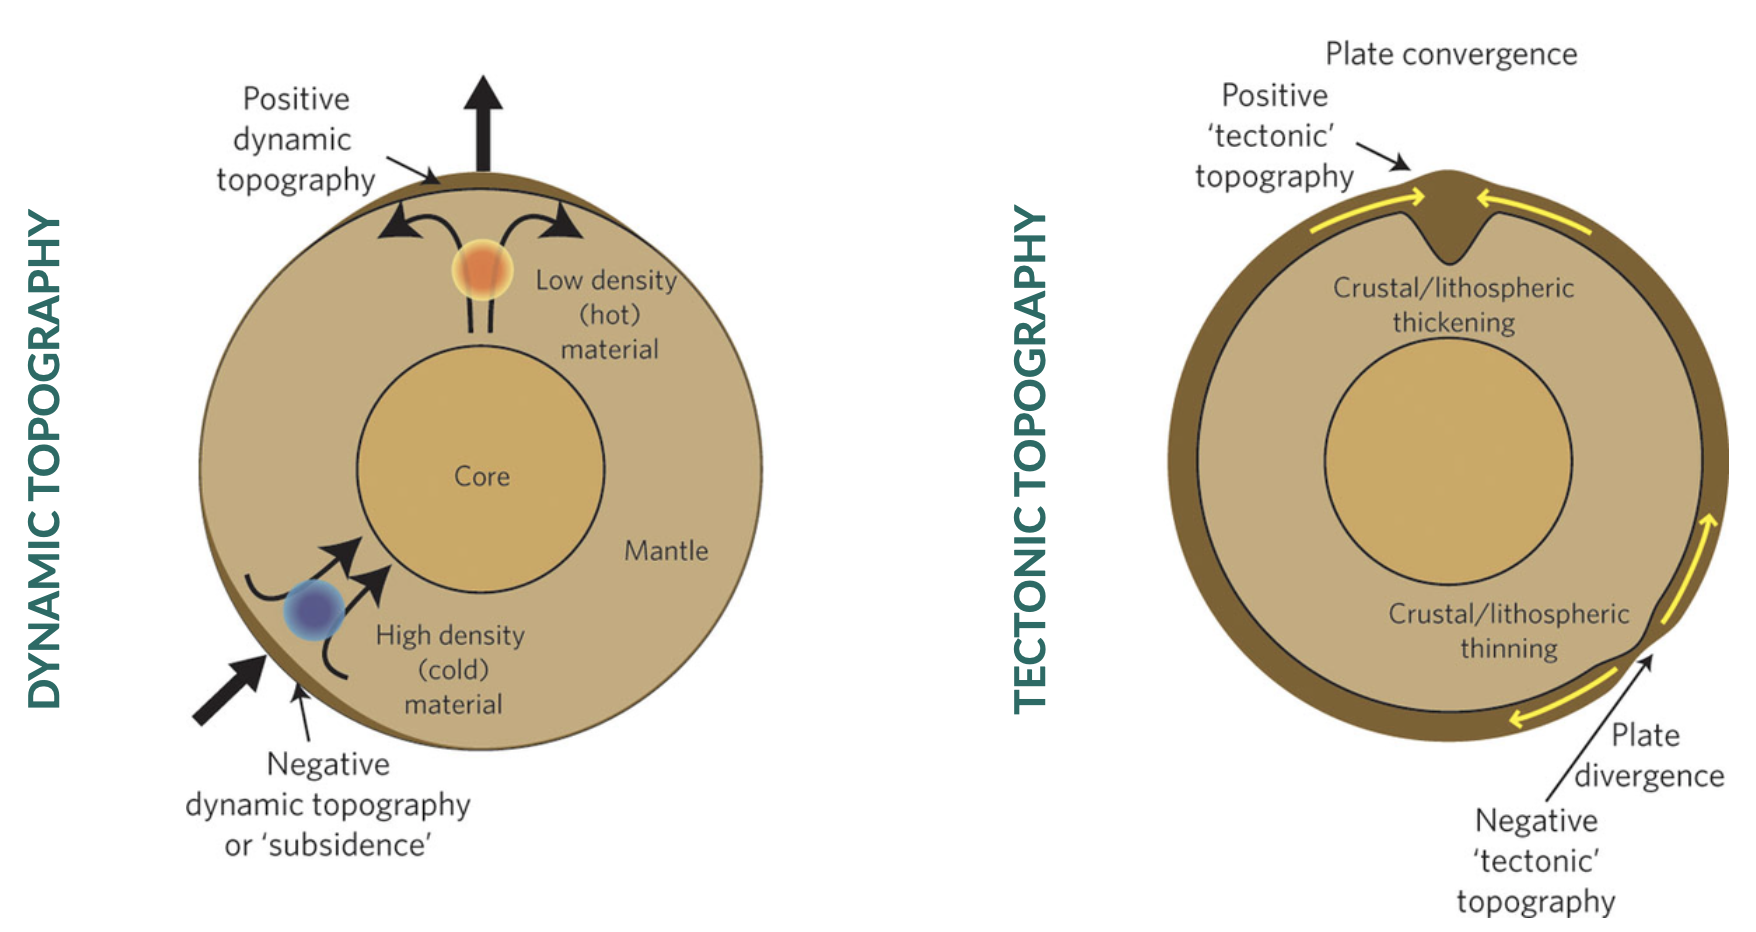 DYNAMIC TOPOGRAPHY
Positive
dynamic
topography
Low density
(hot)
material
Core
Mantle
High density
(cold)
material
Negative
dynamic topography
or ‘subsidence’
TECTONIC TOPOGRAPHY
Plate convergence
Positive
‘tectonic’
topography
Crustal/lithospheric
thickening
Crustal/lithospheric
thinning
Plate
divergence
Negative
‘tectonic’
topography